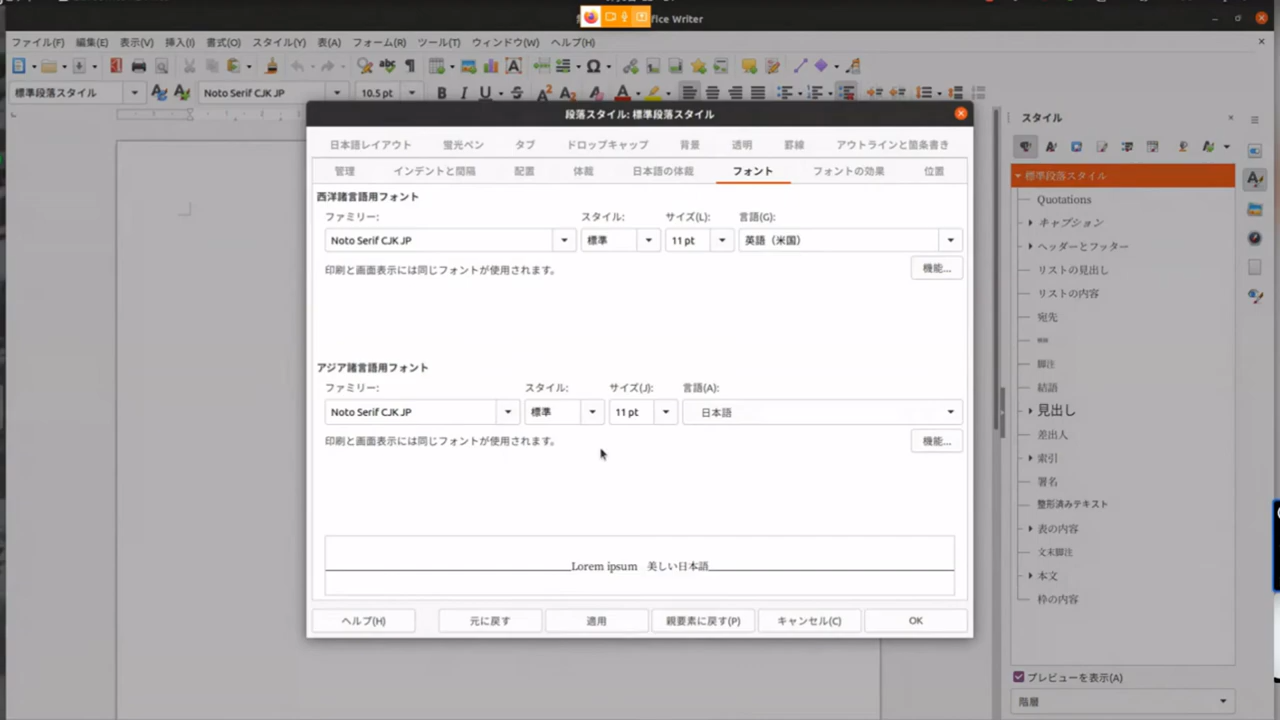 ffice Writer
ファイル(F) 編集(E) 表示(V) 挿入(I) 書式(O) スタイル(Y) 表(A) フォーム(R) ツール(T) ウィンドウ(W) ヘルプ(H)
標準段落スタイル Noto Serif CJK JP 10.5 pt
段落スタイル: 標準段落スタイル
日本語レイアウト 蛍光ペン タブ ドロップキャップ 背景 透明 罫線 アウトラインと箇条書き
管理 インデントと間隔 配置 体裁 日本語の体裁 フォント フォントの効果 位置
西洋諸言語用フォント
ファミリー: スタイル: サイズ(L): 言語(G):
Noto Serif CJK JP 標準 11 pt 英語（米国）
印刷と画面表示には同じフォントが使用されます。 機能...
アジア諸言語用フォント
ファミリー: スタイル: サイズ(J): 言語(A):
Noto Serif CJK JP 標準 11 pt 日本語
印刷と画面表示には同じフォントが使用されます。 機能...
Lorem ipsum 美しい日本語
ヘルプ(H) 元に戻す 適用 親要素に戻す(P) キャンセル(C) OK
スタイル
標準段落スタイル
Quotations
キャプション
ヘッダーとフッター
リストの見出し
リストの内容
宛先
脚注
結語
見出し
差出人
索引
署名
整形済みテキスト
表の内容
文末脚注
本文
枠の内容
プレビューを表示(A)
階層